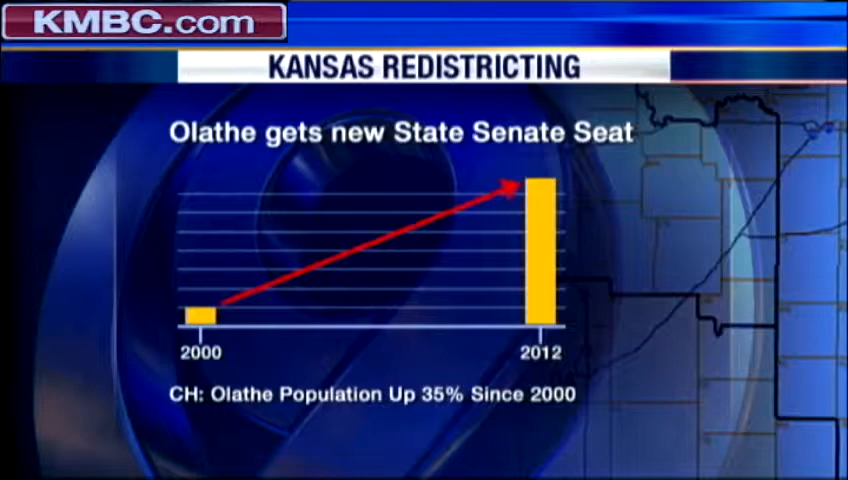 KMBC.com
KANSAS REDISTRICTING
Olathe gets new State Senate Seat
2000 2012
CH: Olathe Population Up 35% Since 2000